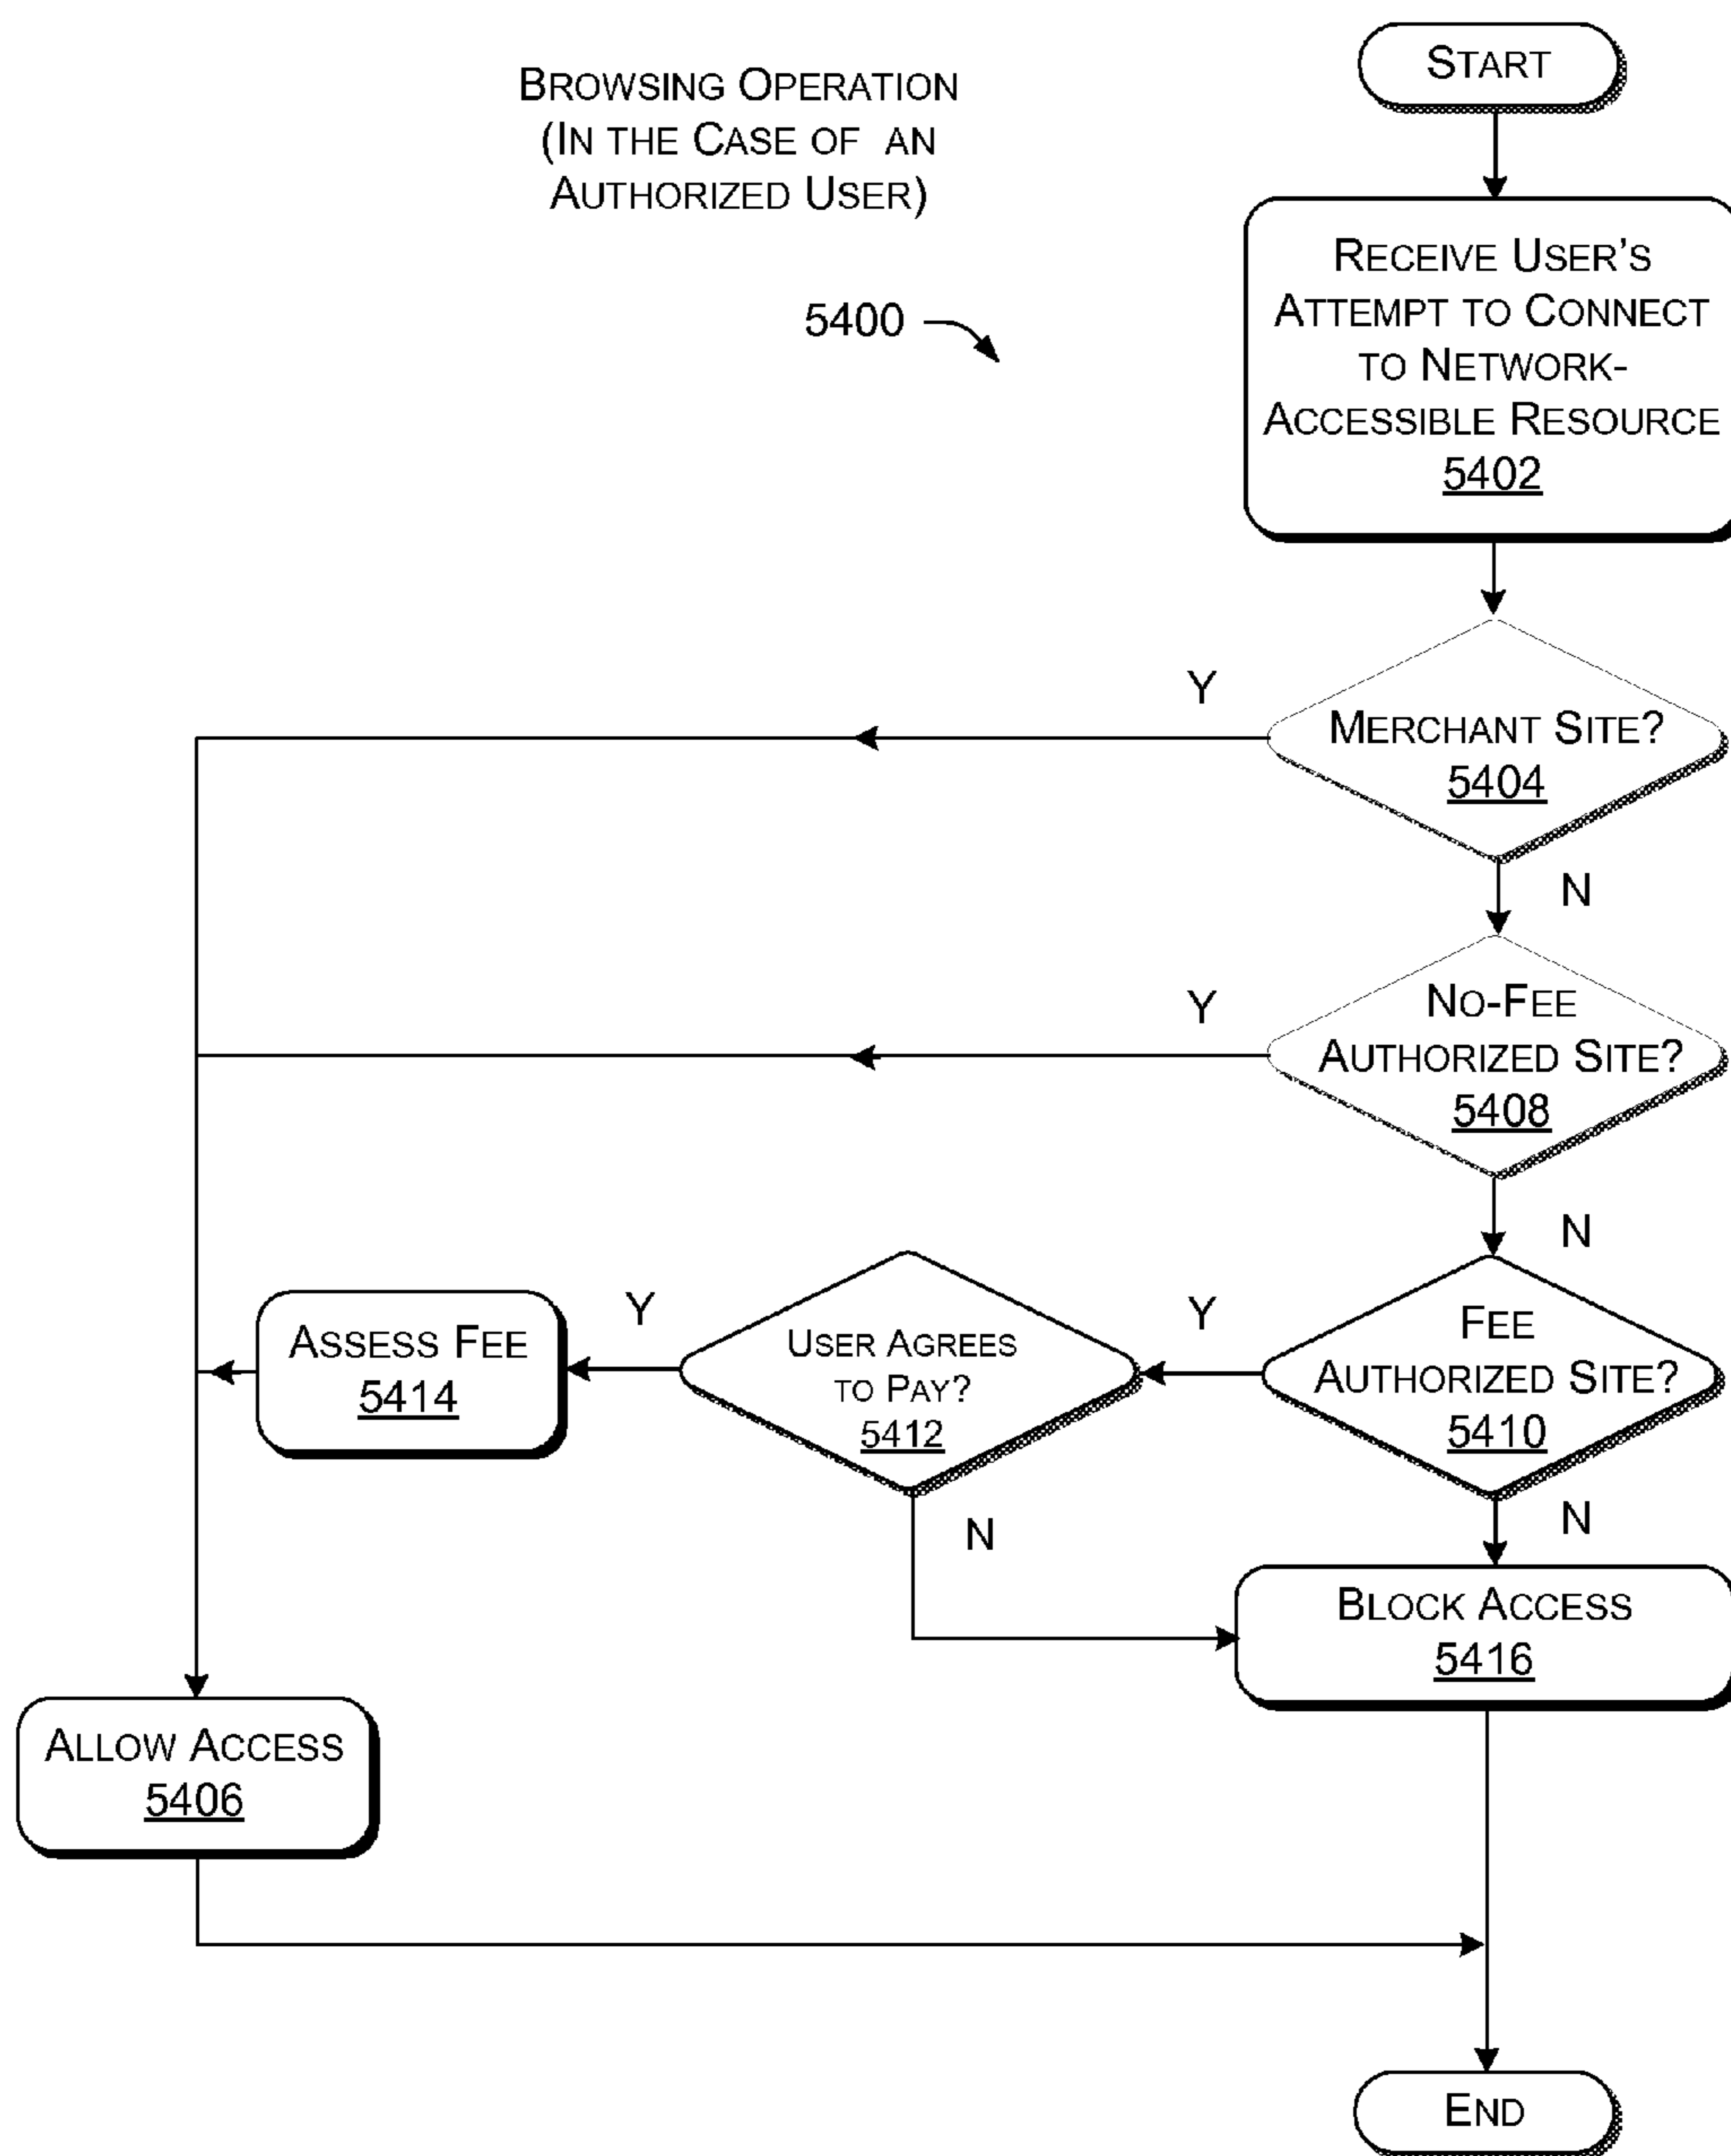 START
BROWSING OPERATION
(IN THE CASE OF AN
AUTHORIZED USER)
5400
RECEIVE USER'S
ATTEMPT TO CONNECT
TO NETWORK-
ACCESSIBLE RESOURCE
5402
Y
MERCHANT SITE?
5404
N
Y
NO-FEE
AUTHORIZED SITE?
5408
N
Y
FEE
AUTHORIZED SITE?
5410
N
Y
USER AGREES
TO PAY?
5412
N
ASSESS FEE
5414
BLOCK ACCESS
5416
ALLOW ACCESS
5406
END